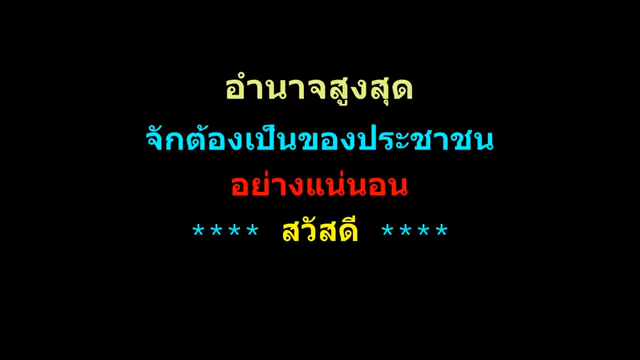 อำนาจสูงสุด
จักต้องเป็นของประชาชน
อย่างแน่นอน
**** สวัสดี ****